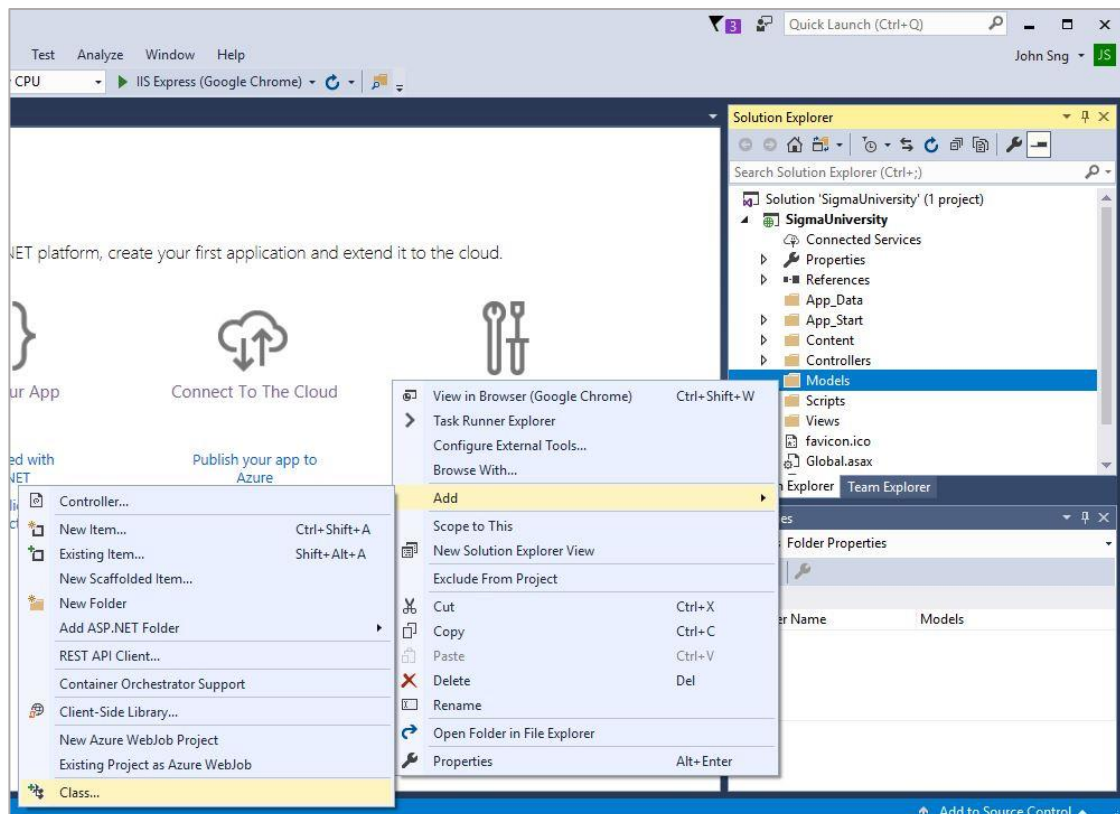 3
Quick Launch (Ctrl+Q)
Test Analyze Window Help
John Sng JS
CPU IIS Express (Google Chrome)
Solution Explorer
Search Solution Explorer (Ctrl+;)
Solution 'SigmaUniversity' (1 project)
SigmaUniversity
Connected Services
Properties
References
App_Data
App_Start
Content
Controllers
Models
Scripts
Views
favicon.ico
Global.asax
Explorer Team Explorer
Folder Properties
Name Models
platform, create your first application and extend it to the cloud.
App
Connect To The Cloud
ed with
Publish your app to
Azure
View in Browser (Google Chrome) Ctrl+Shift+W
Task Runner Explorer
Configure External Tools...
Browse With...
Add
Scope to This
New Solution Explorer View
Exclude From Project
Cut Ctrl+X
Copy Ctrl+C
Paste Ctrl+V
Delete Del
Rename
Open Folder in File Explorer
Properties Alt+Enter
Controller...
New Item... Ctrl+Shift+A
Existing Item... Shift+Alt+A
New Scaffolded Item...
New Folder
Add ASP.NET Folder
REST API Client...
Container Orchestrator Support
Client-Side Library...
New Azure WebJob Project
Existing Project as Azure WebJob
Class...
Add to Source Control